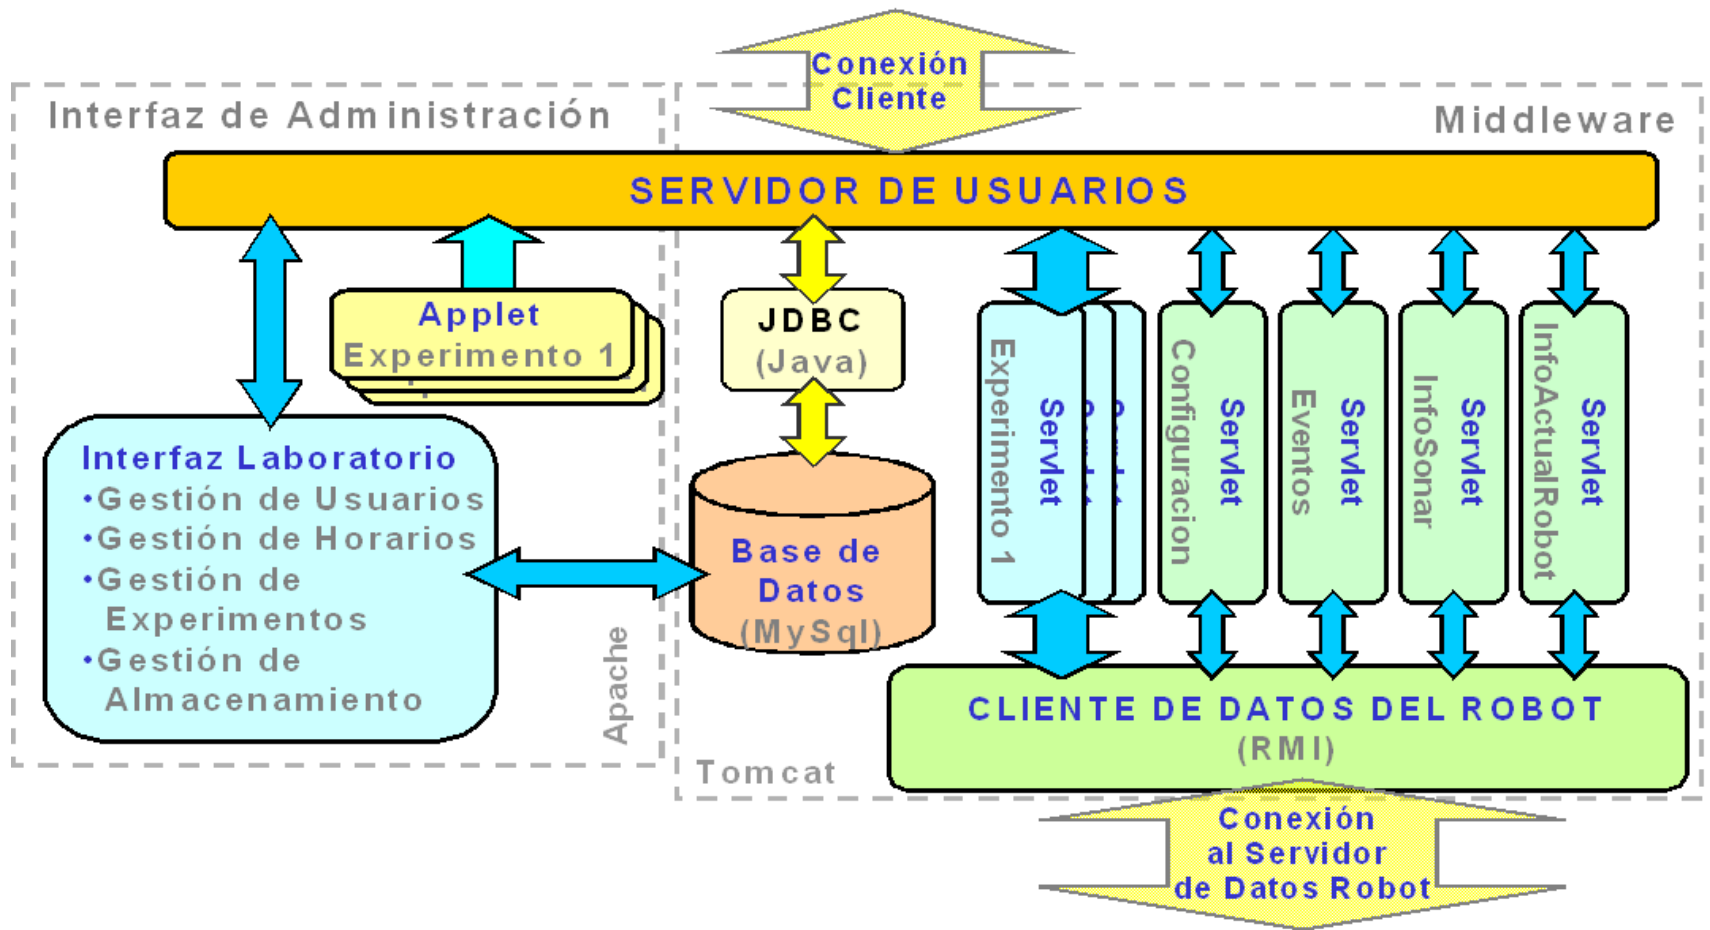 Conexión
Cliente
Interfaz de Administración
Middleware
SERVIDOR DE USUARIOS
Applet
Experimento 1
JDBC
(Java)
Interfaz Laboratorio
•Gestión de Usuarios
•Gestión de Horarios
•Gestión de
Experimentos
•Gestión de
Almacenamiento
Apache
Base de
Datos
(MySql)
Servlet
Experimento 1
Servlet
Servlet
Servlet
Configuracion
Servlet
Eventos
Servlet
InfoSonar
Servlet
InfoActualRobot
CLIENTE DE DATOS DEL ROBOT
(RMI)
Tomcat
Conexión
al Servidor
de Datos Robot